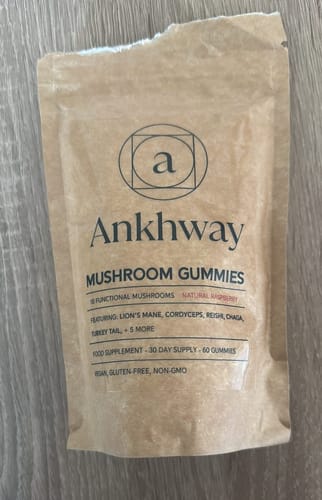 a
Ankhway
MUSHROOM GUMMIES
10 FUNCTIONAL MUSHROOMS NATURAL RASPBERRY
FEATURING: LION'S MANE, CORDYCEPS, REISHI, CHAGA,
TURKEY TAIL, + 5 MORE
FOOD SUPPLEMENT - 30 DAY SUPPLY - 60 GUMMIES
VEGAN, GLUTEN-FREE, NON-GMO